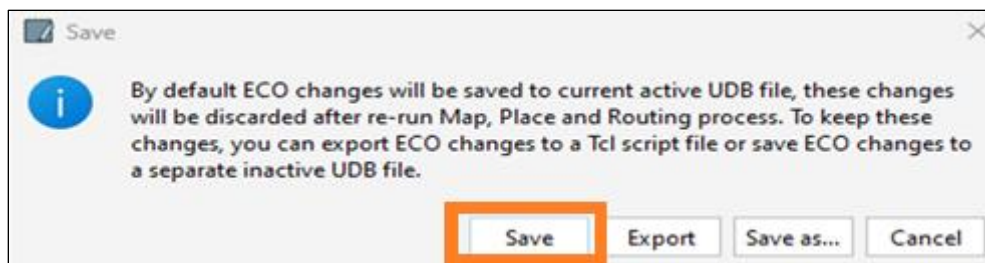 Save
By default ECO changes will be saved to current active UDB file, these changes
will be discarded after re-run Map, Place and Routing process. To keep these
changes, you can export ECO changes to a Tcl script file or save ECO changes to
a separate inactive UDB file.
Save Export Save as... Cancel